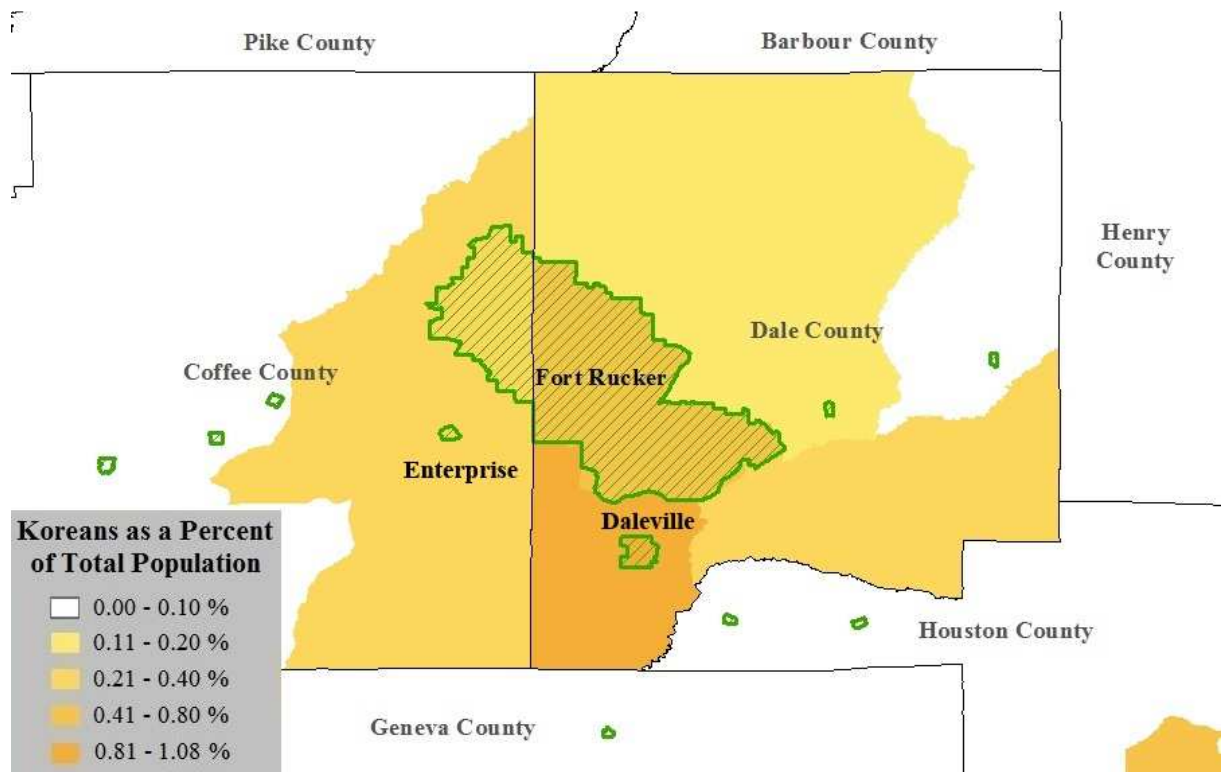 Pike County
Barbour County
Henry
County
Dale County
Coffee County
Fort Rucker
Enterprise
Daleville
Houston County
Geneva County
Koreans as a Percent
of Total Population
0.00 - 0.10 %
0.11 - 0.20 %
0.21 - 0.40 %
0.41 - 0.80 %
0.81 - 1.08 %